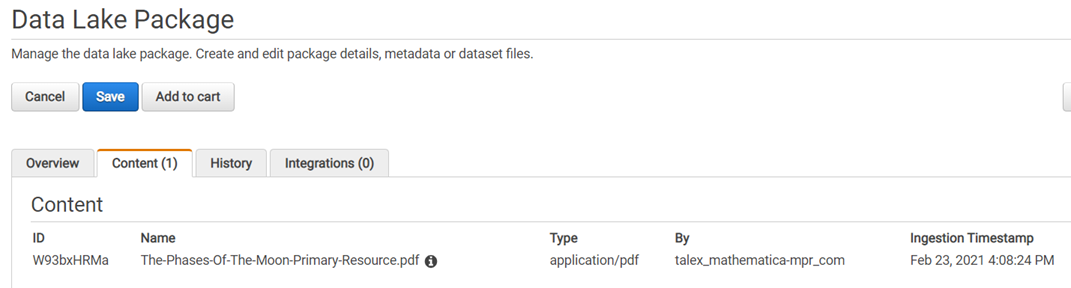 Data Lake Package
Manage the data lake package. Create and edit package details, metadata or dataset files.
Cancel Save Add to cart
Overview Content (1) History Integrations (0)
Content
ID Name Type By Ingestion Timestamp
W93bxHRMa The-Phases-Of-The-Moon-Primary-Resource.pdf application/pdf talex_mathematica-mpr_com Feb 23, 2021 4:08:24 PM